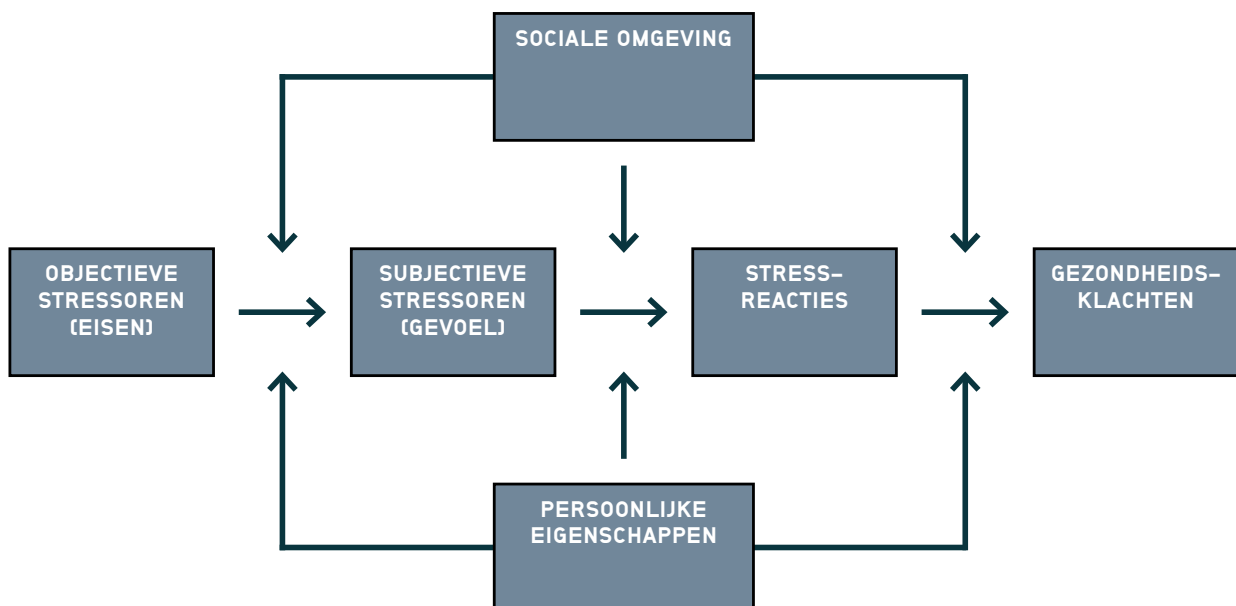 SOCIALE OMGEVING
OBJECTIEVE
STRESSOREN
(EISEN)
SUBJECTIEVE
STRESSOREN
(GEVOEL)
STRESS–
REACTIES
GEZONDHEIDS–
KLACHTEN
PERSOONLIJKE
EIGENSCHAPPEN